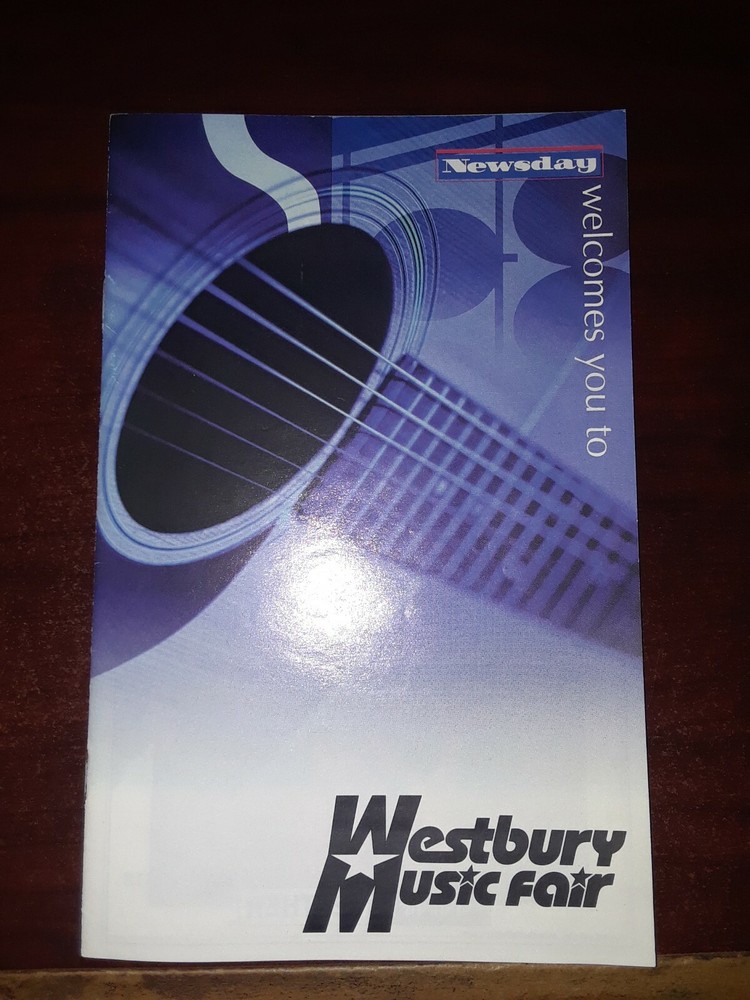 Newsday
welcomes you to
Westbury
Music Fair